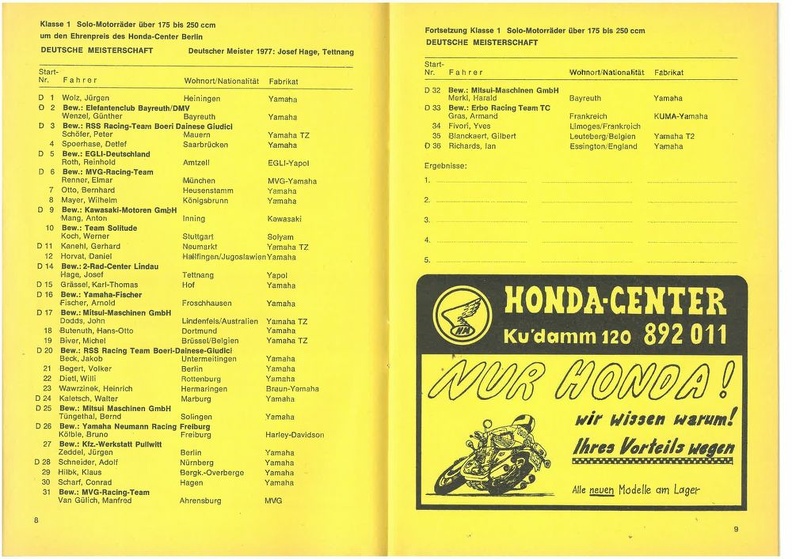 Klasse 1 Solo-Motorräder über 175 bis 250 ccm
um den Ehrenpreis des Honda-Center Berlin
DEUTSCHE MEISTERSCHAFT Deutscher Meister 1977: Josef Hage, Tettnang
Start-
Nr. Fahrer Wohnort/Nationalität Fabrikat
D 1 Wolz, Jürgen Heiningen Yamaha
O 2 Bew.: Elefantenclub Bayreuth/DMV
Wenzel, Günther Bayreuth Yamaha
D 3 Bew.: RSS Racing-Team Boeri Dainese Giudici
Schöfer, Peter Mauern Yamaha TZ
4 Spoerhase, Detlef Saarbrücken Yamaha
D 5 Bew.: EGLI-Deutschland
Roth, Reinhold Amtzell EGLI-Yapol
D 6 Bew.: MVG-Racing-Team
Renner, Elmar München MVG-Yamaha
7 Otto, Bernhard Heusenstamm Yamaha
8 Mayer, Wilhelm Königsbrunn Yamaha
D 9 Bew.: Kawasaki-Motoren GmbH
Mang, Anton Inning Kawasaki
10 Bew.: Team Solitude
Koch, Werner Stuttgart Solyam
D 11 Kanehl, Gerhard Neumarkt Yamaha TZ
12 Horvat, Daniel Hallfingen/Jugoslawien Yamaha
D 14 Bew.: 2-Rad-Center Lindau
Hage, Josef Tettnang Yapol
D 15 Grässel, Karl-Thomas Hof Yamaha
D 16 Bew.: Yamaha-Fischer
Fischer, Arnold Froschhausen Yamaha
D 17 Bew.: Mitsui-Maschinen GmbH
Dodds, John Lindenfels/Australien Yamaha TZ
18 Butenuth, Hans-Otto Dortmund Yamaha
19 Biver, Michel Brüssel/Belgien Yamaha TZ
D 20 Bew.: RSS Racing Team Boeri-Dainese-Giudici
Beck, Jakob Untermeitingen Yamaha
21 Begert, Volker Berlin Yamaha
22 Dietl, Willi Rottenburg Yamaha
23 Wawrzinek, Heinrich Hermaringen Braun-Yamaha
D 24 Kaletsch, Walter Marburg Yamaha
D 25 Bew.: Mitsui Maschinen GmbH
Tüngethal, Bernd Solingen Yamaha
D 26 Bew.: Yamaha Neumann Racing Freiburg
Kölble, Bruno Freiburg Harley-Davidson
27 Bew.: Kfz.-Werkstatt Pullwitt
Zeddel, Jürgen Berlin Yamaha
D 28 Schneider, Adolf Nürnberg Yamaha
29 Hilbk, Klaus Bergk.-Overberge Yamaha
30 Scharf, Conrad Hagen Yamaha
31 Bew.: MVG-Racing-Team
Van Gülich, Manfred Ahrensburg MVG
8
Fortsetzung Klasse 1 Solo-Motorräder über 175 bis 250 ccm
DEUTSCHE MEISTERSCHAFT
Start-
Nr. Fahrer Wohnort/Nationalität Fabrikat
D 32 Bew.: Mitsui-Maschinen GmbH
Merkl, Harald Bayreuth Yamaha
D 33 Bew.: Erbo Racing Team TC
Gras, Armand Frankreich KUMA-Yamaha
34 Fivori, Yves Limoges/Frankreich
35 Blanckaert, Gilbert Leuteberg/Belgien Yamaha T2
D 36 Richards, Ian Essington/England Yamaha
Ergebnisse:
1.
2.
3.
4.
5.
HM
HONDA-CENTER
Ku'damm 120 892 011
NUR HONDA!
wir wissen warum!
Ihres Vorteils wegen
Alle neuen Modelle am Lager
9